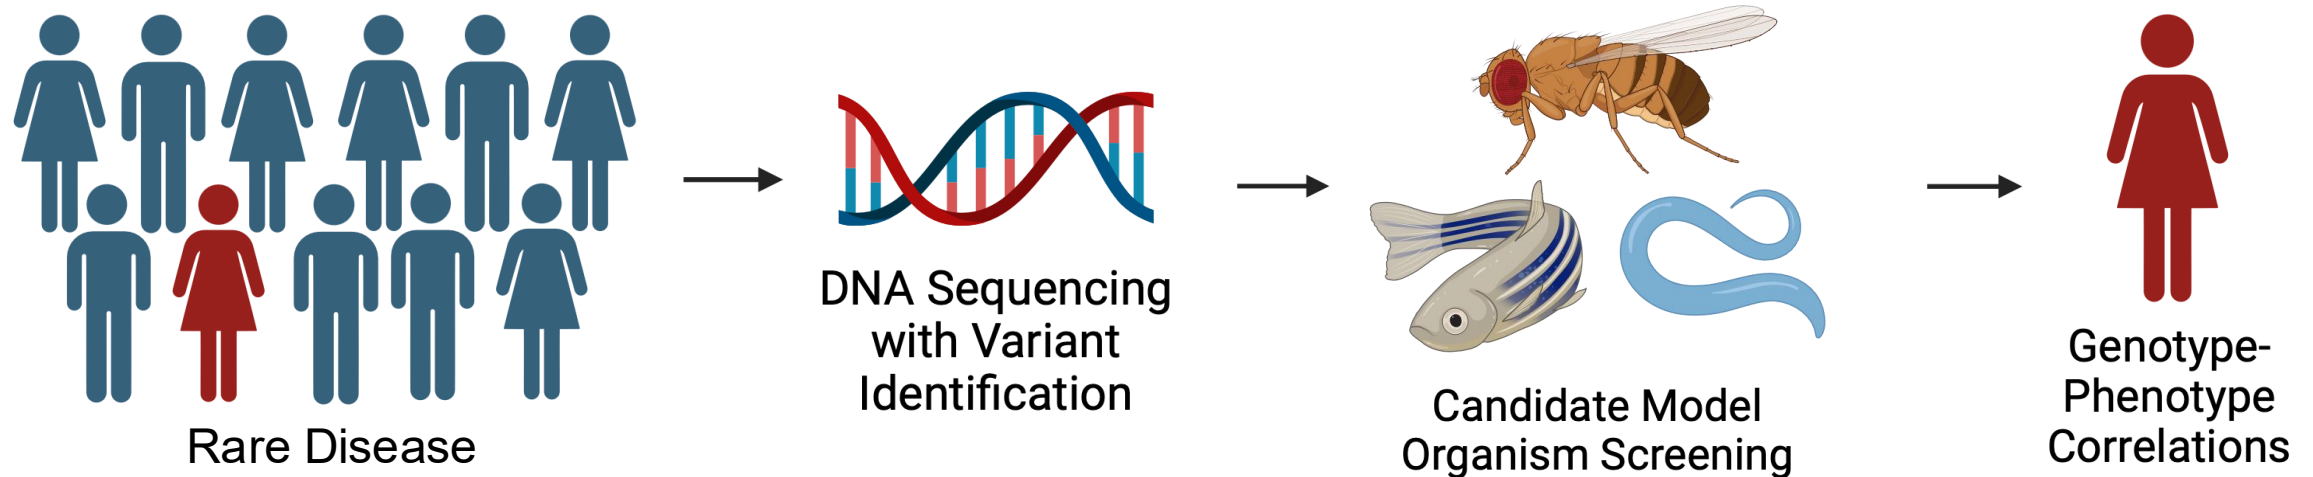 Rare Disease
DNA Sequencing
with Variant
Identification
Candidate Model
Organism Screening
Genotype-
Phenotype
Correlations